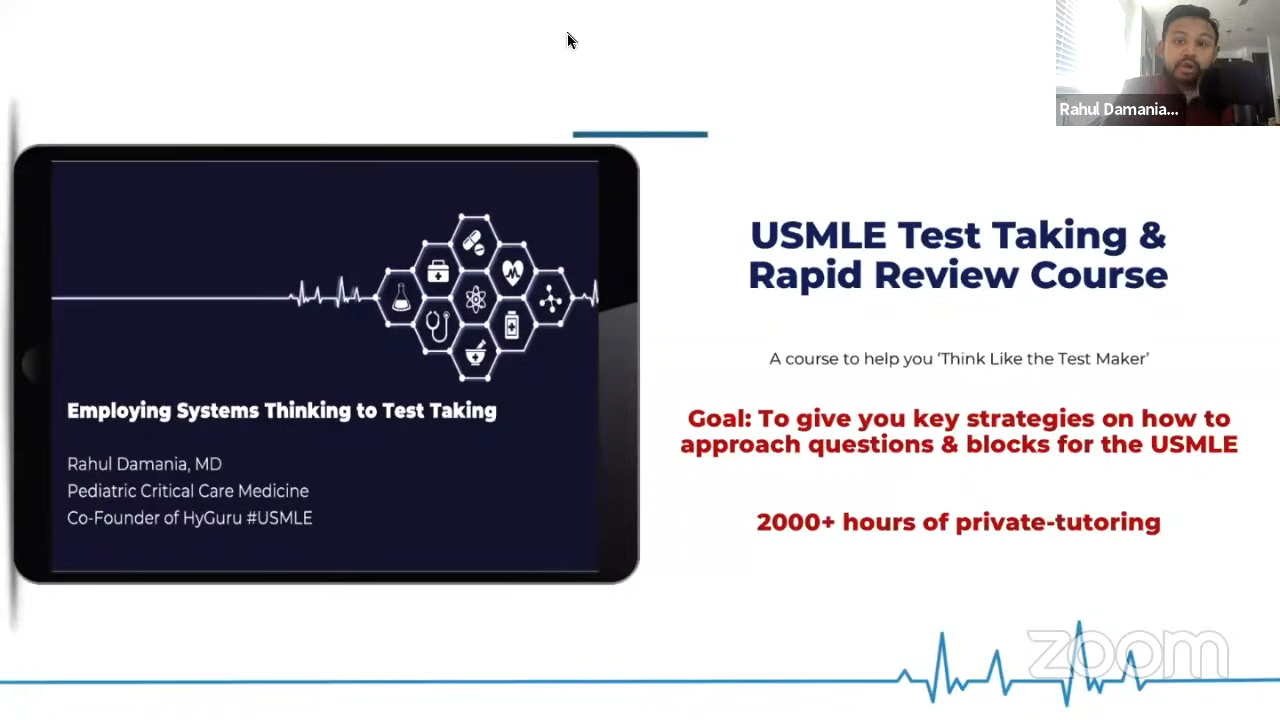 Rahul Damania...
USMLE Test Taking &
Rapid Review Course
A course to help you 'Think Like the Test Maker'
Goal: To give you key strategies on how to
approach questions & blocks for the USMLE
2000+ hours of private-tutoring
Employing Systems Thinking to Test Taking
Rahul Damania, MD
Pediatric Critical Care Medicine
Co-Founder of HyGuru #USMLE
zoom